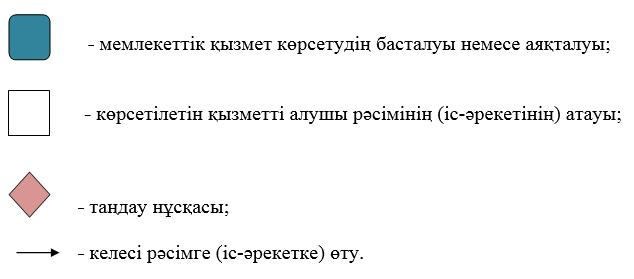 - мемлекеттік қызмет көрсетудің басталуы немесе аяқталуы;
- көрсетілетін қызметті алушы рәсімінің (іс-әрекетінің) атауы;
- таңдау нұсқасы;
- келесі рәсімге (іс-әрекетке) өту.